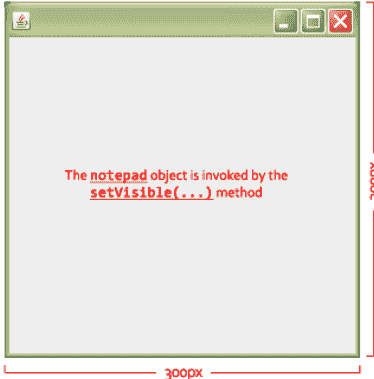 The notepad object is invoked by the
setVisible(...) method
300px